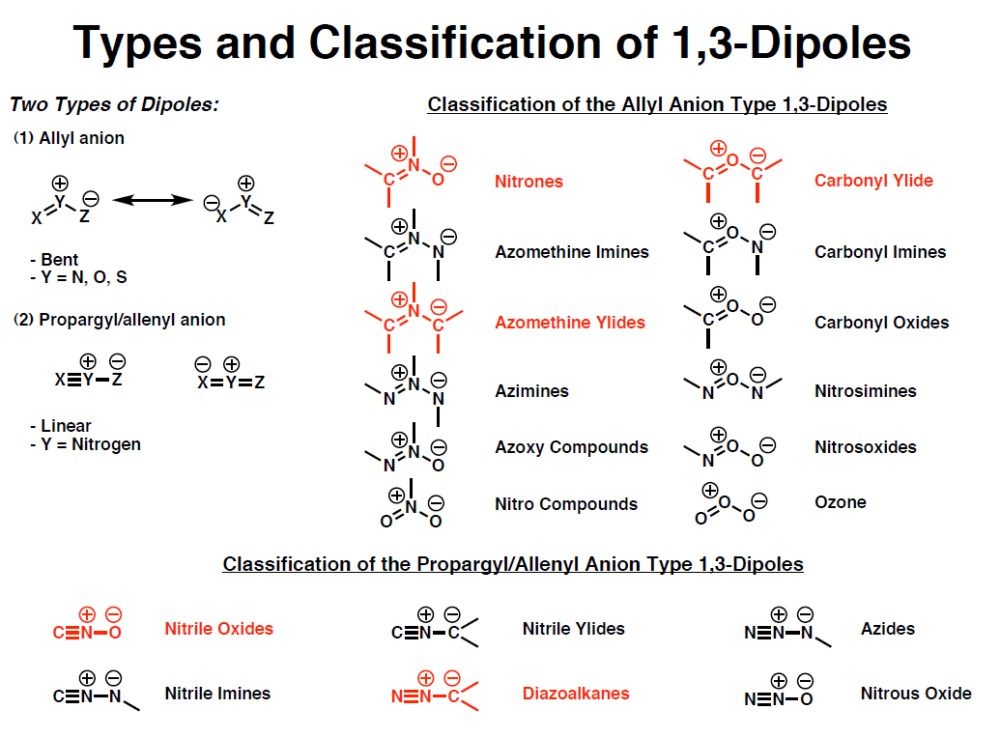 Types and Classification of 1,3-Dipoles
Two Types of Dipoles:
(1) Allyl anion
X Y Z X Y Z
- Bent
- Y = N, O, S
(2) Propargyl/allenyl anion
X≡Y–Z X=Y=Z
- Linear
- Y = Nitrogen
Classification of the Allyl Anion Type 1,3-Dipoles
C N O Nitrones
C O C Carbonyl Ylide
C N N Azomethine Imines
C O N Carbonyl Imines
C N C Azomethine Ylides
C O O Carbonyl Oxides
N N N Azimines
N O N Nitrosimines
N N O Azoxy Compounds
N O O Nitrosoxides
O N O Nitro Compounds
O O O Ozone
Classification of the Propargyl/Allenyl Anion Type 1,3-Dipoles
C≡N–O Nitrile Oxides
C≡N–C Nitrile Ylides
N≡N–N Azides
C≡N–N Nitrile Imines
N≡N–C Diazoalkanes
N≡N–O Nitrous Oxide